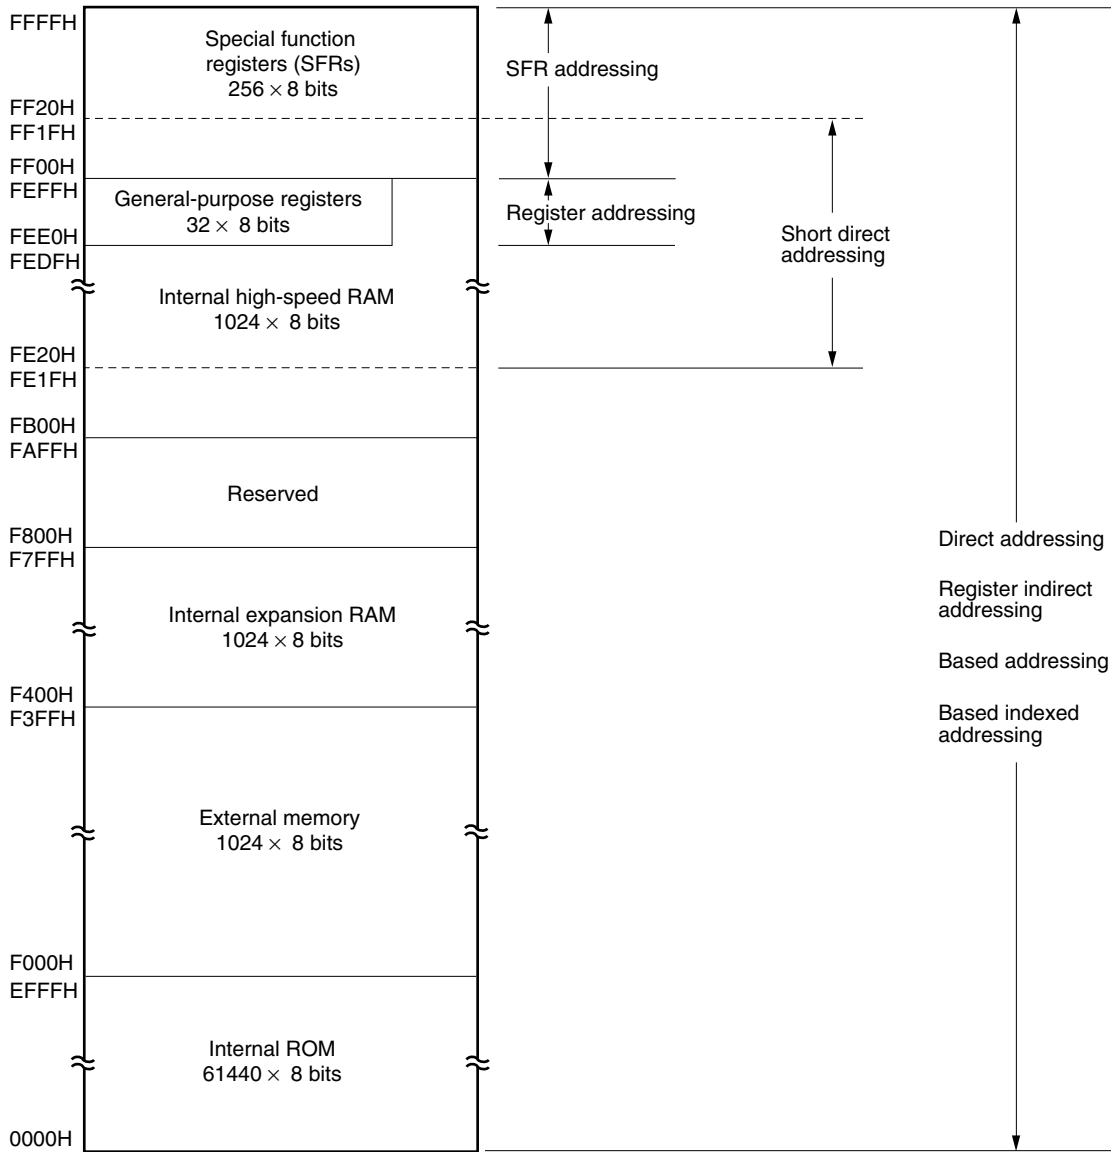 FFFFH
Special function
registers (SFRs)
256 × 8 bits
SFR addressing
FF20H
FF1FH
FF00H
FEFFH
General-purpose registers
32 × 8 bits
Register addressing
Short direct
addressing
FEE0H
FEDFH
Internal high-speed RAM
1024 × 8 bits
FE20H
FE1FH
FB00H
FAFFH
Reserved
F800H
F7FFH
Direct addressing
Register indirect
addressing
Based addressing
Based indexed
addressing
Internal expansion RAM
1024 × 8 bits
F400H
F3FFH
External memory
1024 × 8 bits
F000H
EFFFH
Internal ROM
61440 × 8 bits
0000H